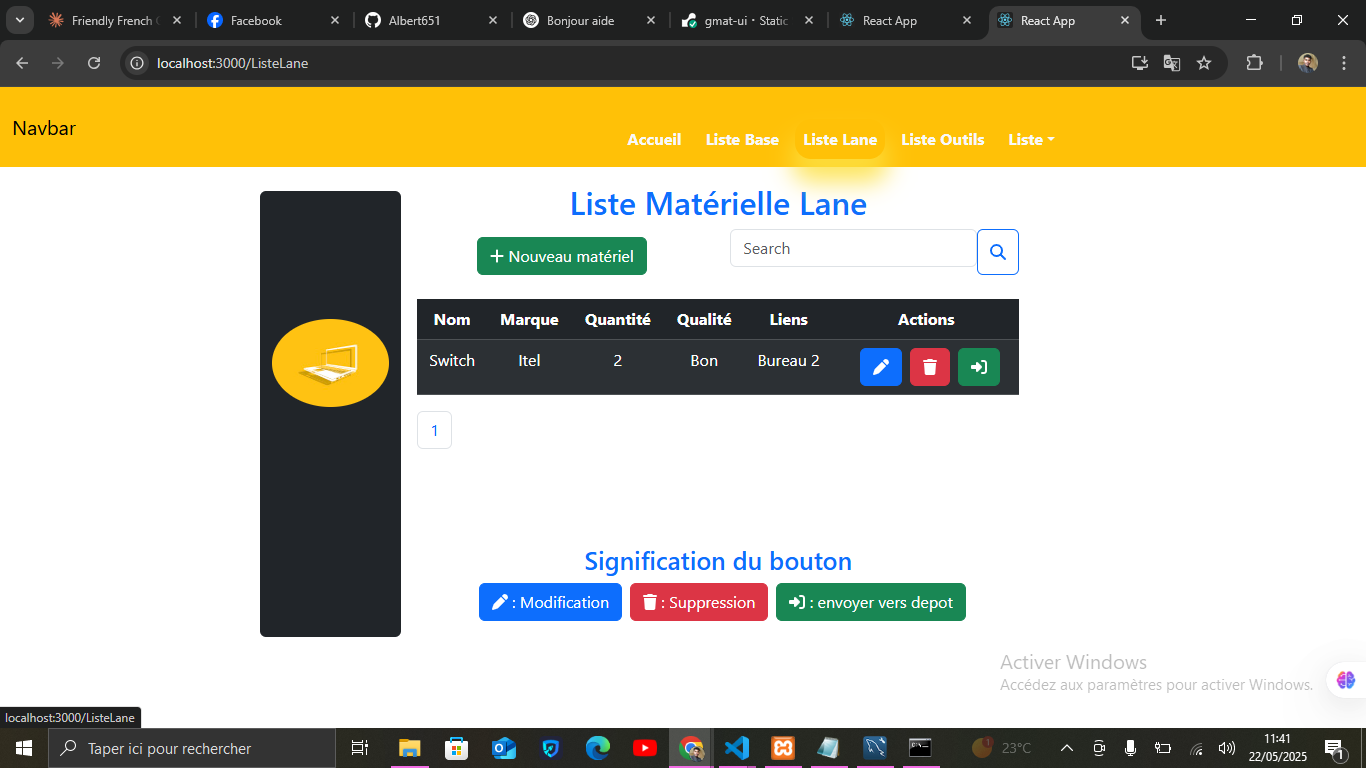 Friendly French C
Facebook
Albert651
Bonjour aide
gmat-ui · Static
React App
React App
localhost:3000/ListeLane
Navbar
Accueil
Liste Base
Liste Lane
Liste Outils
Liste
Liste Matérielle Lane
Nouveau matériel
Search
Nom Marque Quantité Qualité Liens Actions
Switch Itel 2 Bon Bureau 2
1
Signification du bouton
: Modification
: Suppression
: envoyer vers depot
Activer Windows
Accédez aux paramètres pour activer Windows.
localhost:3000/ListeLane
Taper ici pour rechercher
23°C
11:41
22/05/2025
1